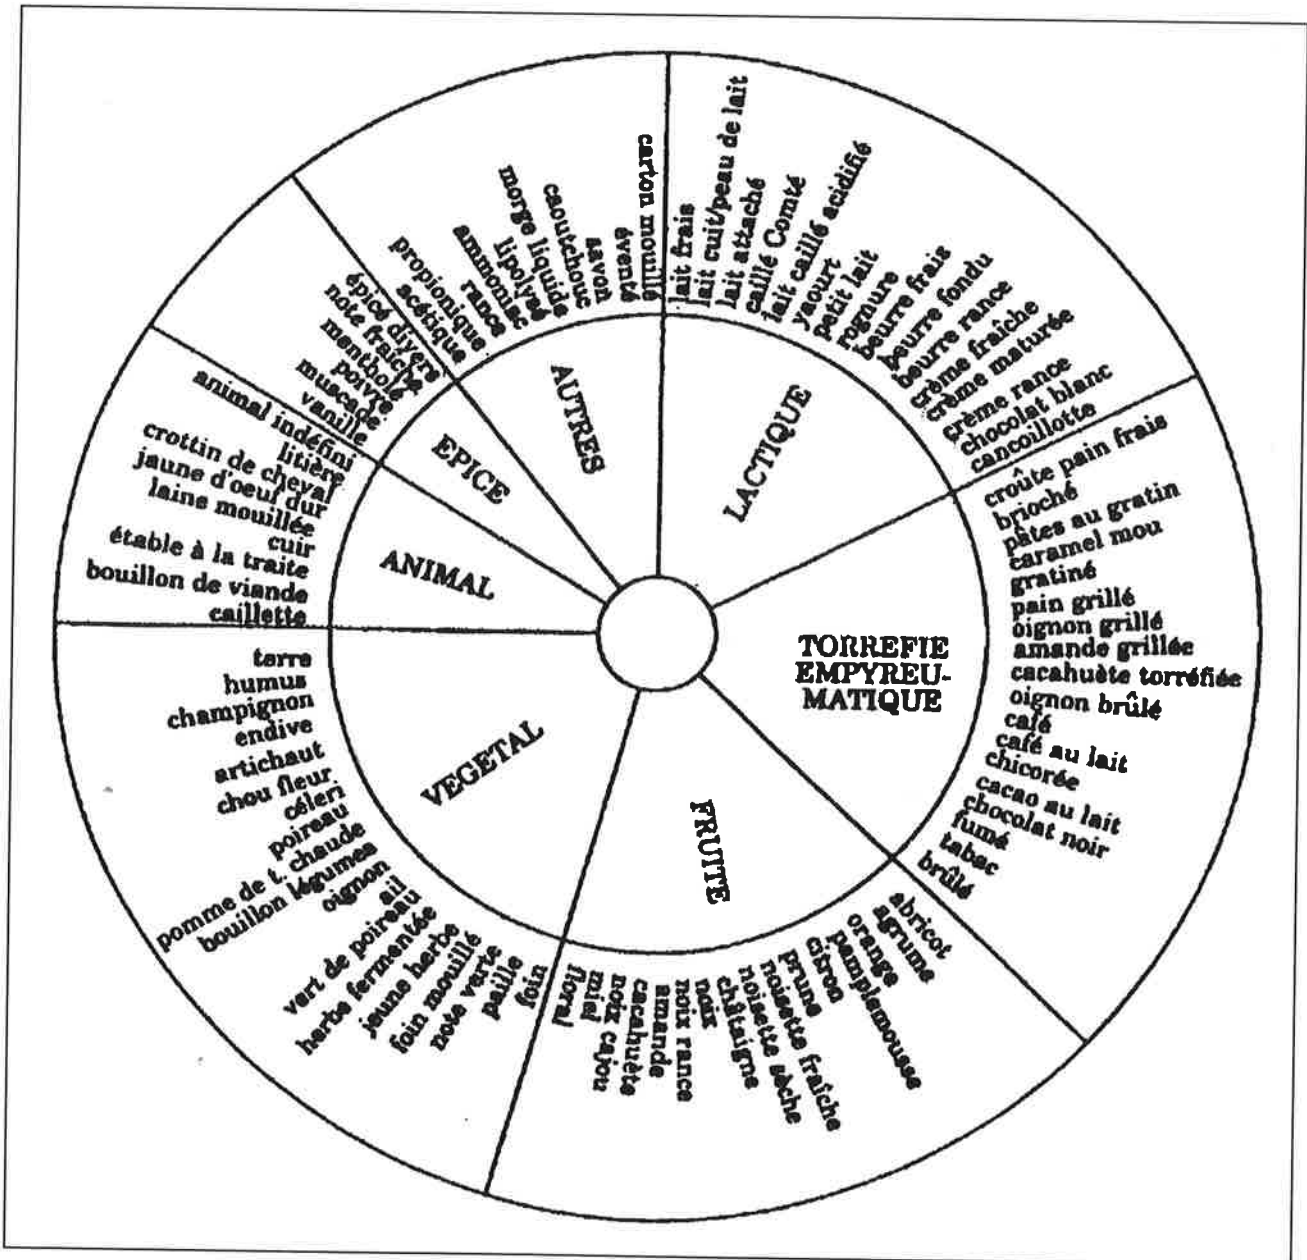 LACTIQUE
lait frais
lait cuit/peau de lait
lait attaché
caillé Comté
lait caillé acidifié
yaourt
petit lait
rognure
beurre frais
beurre fondu
beurre rance
crème fraîche
crème maturée
crème rance
chocolat blanc
cancoillotte
TORREFIE
EMPYREU-
MATIQUE
croûte pain frais
brioché
pâtes au gratin
caramel mou
gratiné
pain grillé
oignon grillé
amande grillée
cacahuète torréfiée
oignon brûlé
café
café au lait
chicorée
cacao au lait
chocolat noir
fumé
tabac
brûlé
FRUITE
abricot
agrume
orange
pamplemousse
citron
prune
noisette fraîche
noisette sèche
châtaigne
noix
noix rance
amande
cacahuète
noix cajou
miel
floral
VEGETAL
foin
paille
note verte
foin mouillé
jeune herbe
herbe fermentée
vert de poireau
ail
oignon
bouillon légumes
pomme de t. chaude
poireau
céleri
chou fleur
artichaut
endive
champignon
humus
terre
ANIMAL
caillette
bouillon de viande
étable à la traite
cuir
laine mouillée
jaune d'oeuf dur
crottin de cheval
litière
animal indéfini
EPICE
vanille
muscade
poivre
mentholé
note fraîche
épicé divers
AUTRES
acétique
propionique
rance
ammoniac
lipolysé
morge liquide
caoutchouc
savon
éventé
carton mouillé